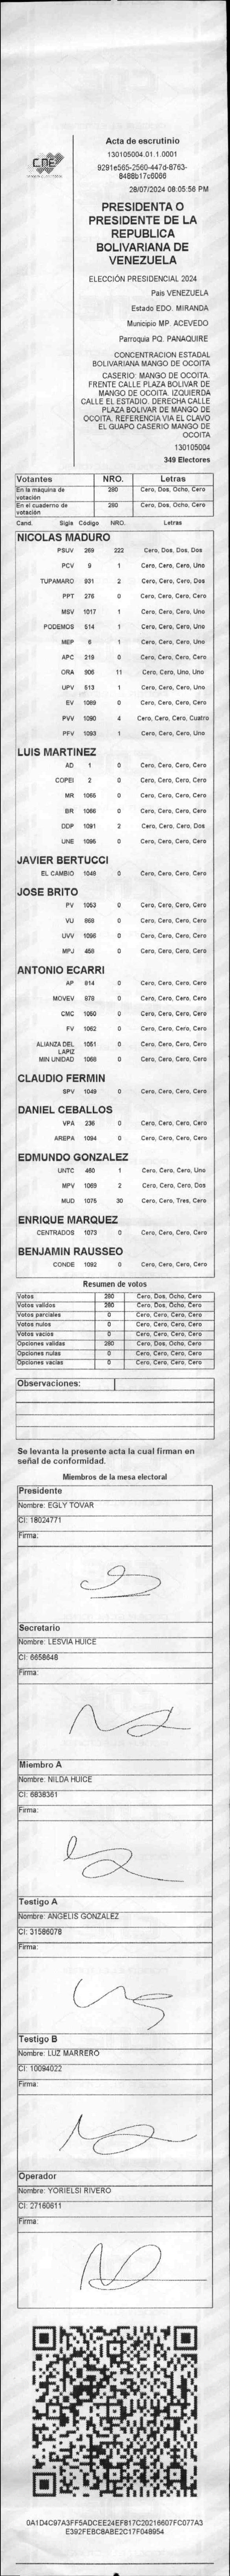 CNE
Acta de escrutinio
130105004.01.1.0001
9291e565-2560-447d-8763-
8488b17c6066
28/07/2024 08:05:56 PM
PRESIDENTA O
PRESIDENTE DE LA
REPUBLICA
BOLIVARIANA DE
VENEZUELA
ELECCIÓN PRESIDENCIAL 2024
Pais VENEZUELA
Estado EDO. MIRANDA
Municipio MP. ACEVEDO
Parroquia PQ. PANAQUIRE
CONCENTRACION ESTADAL
BOLIVARIANA MANGO DE OCOITA
CASERIO: MANGO DE OCOITA.
FRENTE CALLE PLAZA BOLIVAR DE
MANGO DE OCOITA. IZQUIERDA
CALLE EL ESTADIO. DERECHA CALLE
PLAZA BOLIVAR DE MANGO DE
OCOITA. REFERENCIA VIA EL CLAVO
EL GUAPO CASERIO MANGO DE
OCOITA
130105004
349 Electores
Votantes NRO. Letras
En la máquina de votación 280 Cero, Dos, Ocho, Cero
En el cuaderno de votación 280 Cero, Dos, Ocho, Cero
Cand. Sigla Código NRO. Letras
NICOLAS MADURO
PSUV 269 222 Cero, Dos, Dos, Dos
PCV 9 1 Cero, Cero, Cero, Uno
TUPAMARO 931 2 Cero, Cero, Cero, Dos
PPT 276 0 Cero, Cero, Cero, Cero
MSV 1017 1 Cero, Cero, Cero, Uno
PODEMOS 514 1 Cero, Cero, Cero, Uno
MEP 6 1 Cero, Cero, Cero, Uno
APC 219 0 Cero, Cero, Cero, Cero
ORA 906 11 Cero, Cero, Uno, Uno
UPV 513 1 Cero, Cero, Cero, Uno
EV 1089 0 Cero, Cero, Cero, Cero
PVV 1090 4 Cero, Cero, Cero, Cuatro
PFV 1093 1 Cero, Cero, Cero, Uno
LUIS MARTINEZ
AD 1 0 Cero, Cero, Cero, Cero
COPEI 2 0 Cero, Cero, Cero, Cero
MR 1065 0 Cero, Cero, Cero, Cero
BR 1066 0 Cero, Cero, Cero, Cero
DDP 1091 2 Cero, Cero, Cero, Dos
UNE 1095 0 Cero, Cero, Cero, Cero
JAVIER BERTUCCI
EL CAMBIO 1048 0 Cero, Cero, Cero, Cero
JOSE BRITO
PV 1053 0 Cero, Cero, Cero, Cero
VU 868 0 Cero, Cero, Cero, Cero
UVV 1096 0 Cero, Cero, Cero, Cero
MPJ 458 0 Cero, Cero, Cero, Cero
ANTONIO ECARRI
AP 814 0 Cero, Cero, Cero, Cero
MOVEV 978 0 Cero, Cero, Cero, Cero
CMC 1050 0 Cero, Cero, Cero, Cero
FV 1062 0 Cero, Cero, Cero, Cero
ALIANZA DEL LAPIZ 1051 0 Cero, Cero, Cero, Cero
MIN UNIDAD 1068 0 Cero, Cero, Cero, Cero
CLAUDIO FERMIN
SPV 1049 0 Cero, Cero, Cero, Cero
DANIEL CEBALLOS
VPA 236 0 Cero, Cero, Cero, Cero
AREPA 1094 0 Cero, Cero, Cero, Cero
EDMUNDO GONZALEZ
UNTC 460 1 Cero, Cero, Cero, Uno
MPV 1069 2 Cero, Cero, Cero, Dos
MUD 1075 30 Cero, Cero, Tres, Cero
ENRIQUE MARQUEZ
CENTRADOS 1073 0 Cero, Cero, Cero, Cero
BENJAMIN RAUSSEO
CONDE 1092 0 Cero, Cero, Cero, Cero
Resumen de votos
Votos 280 Cero, Dos, Ocho, Cero
Votos validos 280 Cero, Dos, Ocho, Cero
Votos parciales 0 Cero, Cero, Cero, Cero
Votos nulos 0 Cero, Cero, Cero, Cero
Votos vacios 0 Cero, Cero, Cero, Cero
Opciones validas 280 Cero, Dos, Ocho, Cero
Opciones nulas 0 Cero, Cero, Cero, Cero
Opciones vacias 0 Cero, Cero, Cero, Cero
Observaciones:
Se levanta la presente acta la cual firman en
señal de conformidad.
Miembros de la mesa electoral
Presidente
Nombre: EGLY TOVAR
CI: 18024771
Firma:
Secretario
Nombre: LESVIA HUICE
CI: 6658646
Firma:
Miembro A
Nombre: NILDA HUICE
CI: 6838361
Firma:
Testigo A
Nombre: ANGELIS GONZALEZ
CI: 31586078
Firma:
Testigo B
Nombre: LUZ MARRERO
CI: 10094022
Firma:
Operador
Nombre: YORIELSI RIVERO
CI: 27160611
Firma:
0A1D4C97A3FF5ADCEE24EF817C20216607FC077A3
E392FEBC8ABE2C17F048954